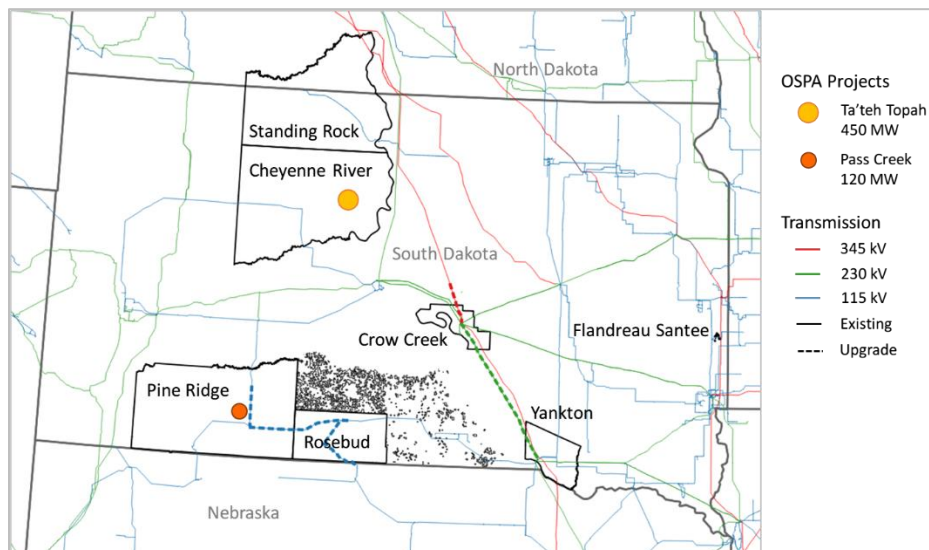 North Dakota
Standing Rock
Cheyenne River
South Dakota
Crow Creek
Flandreau Santee
Pine Ridge
Yankton
Rosebud
Nebraska
OSPA Projects
Ta'teh Topah
450 MW
Pass Creek
120 MW
Transmission
345 kV
230 kV
115 kV
Existing
Upgrade